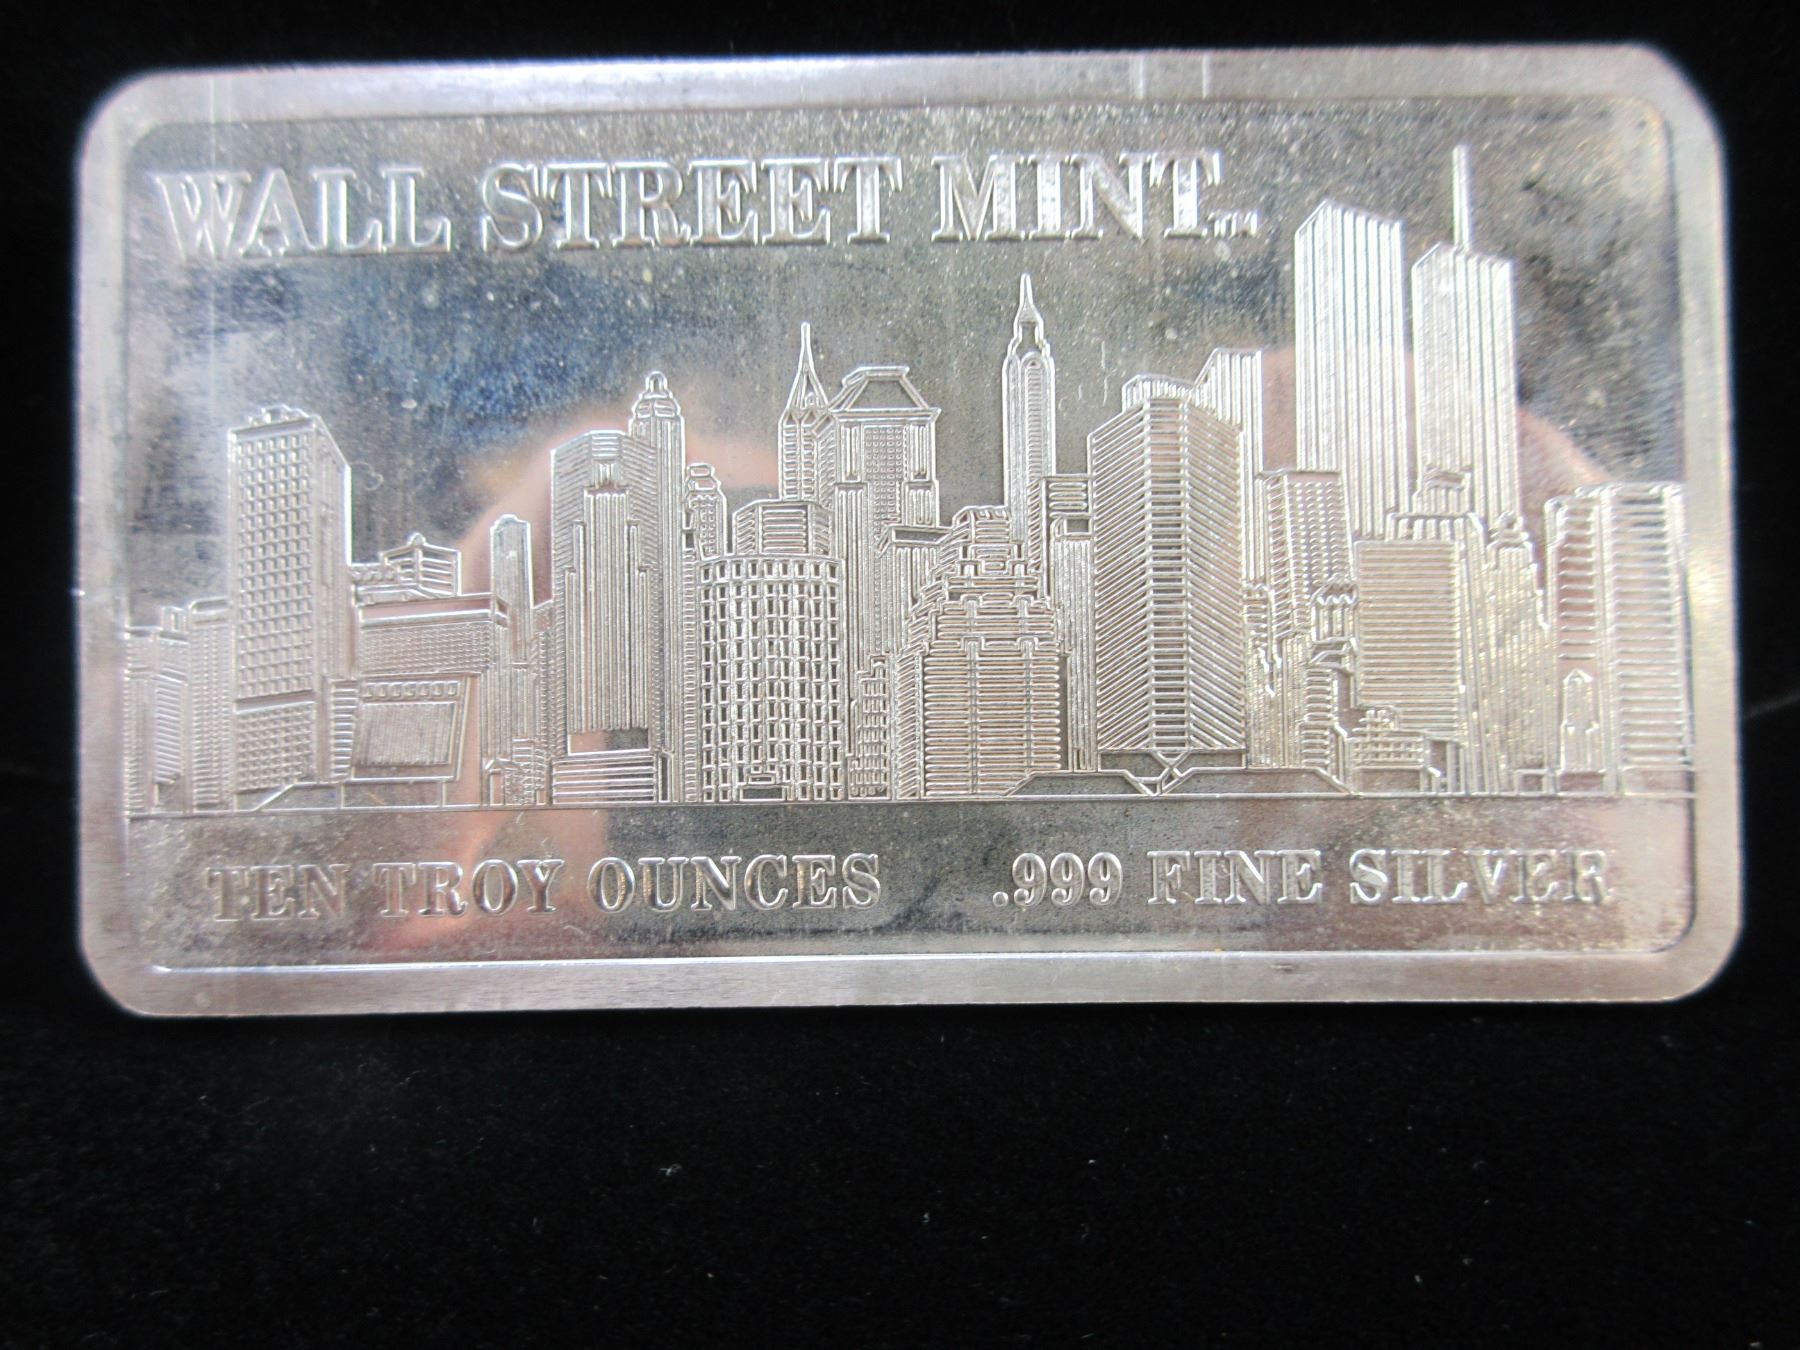 WALL STREET MINT™
TEN TROY OUNCES .999 FINE SILVER